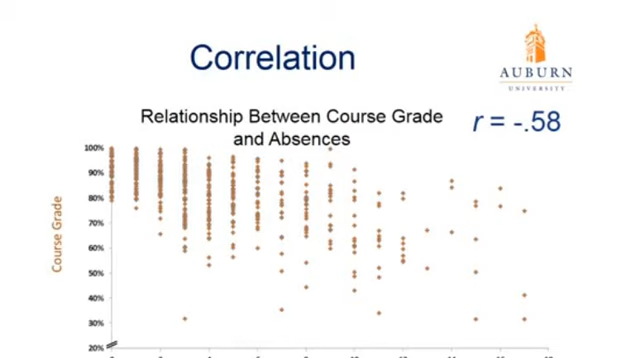 Correlation
AUBURN
UNIVERSITY
Relationship Between Course Grade
and Absences
r = -.58
Course Grade
100%
90%
80%
70%
60%
50%
40%
30%
20%